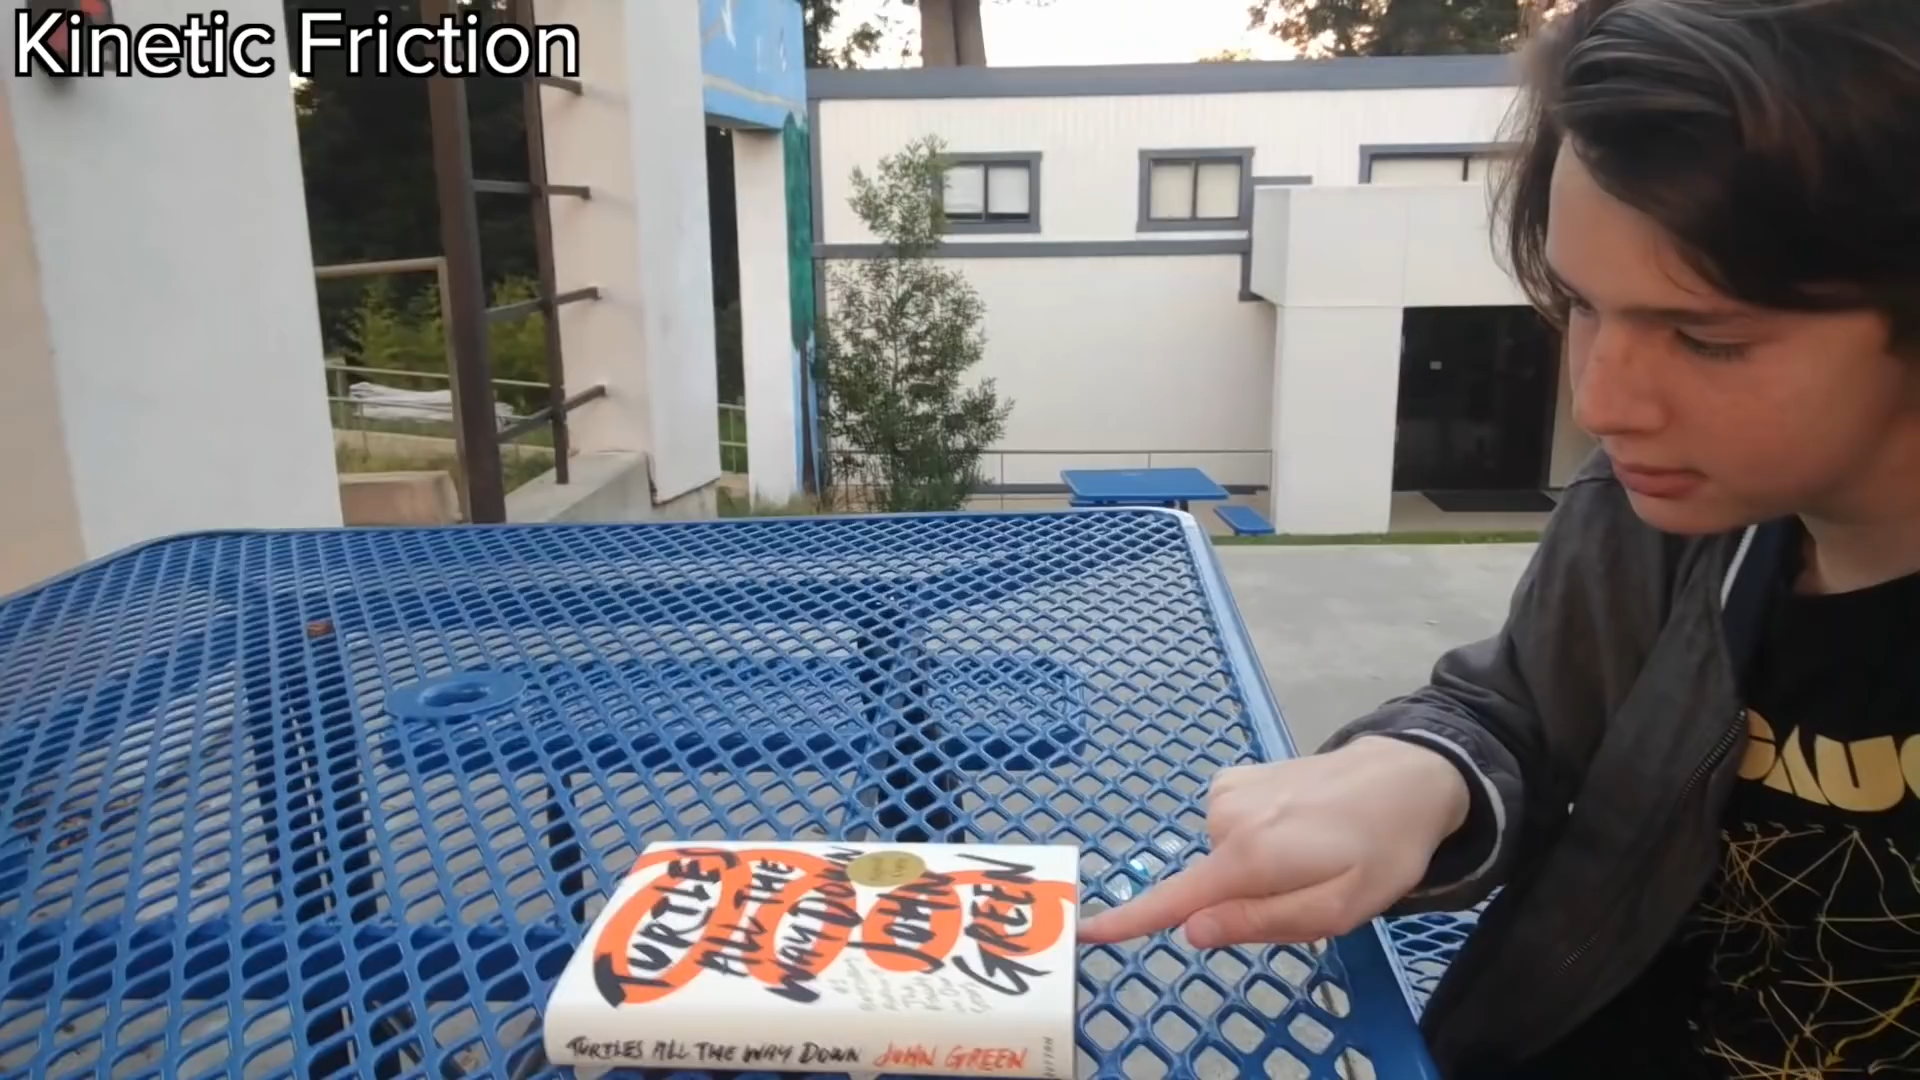 Kinetic Friction
TURTLES
ALL THE
WAY DOWN
JOHN
GREEN
TURTLES ALL THE WAY DOWN JOHN GREEN